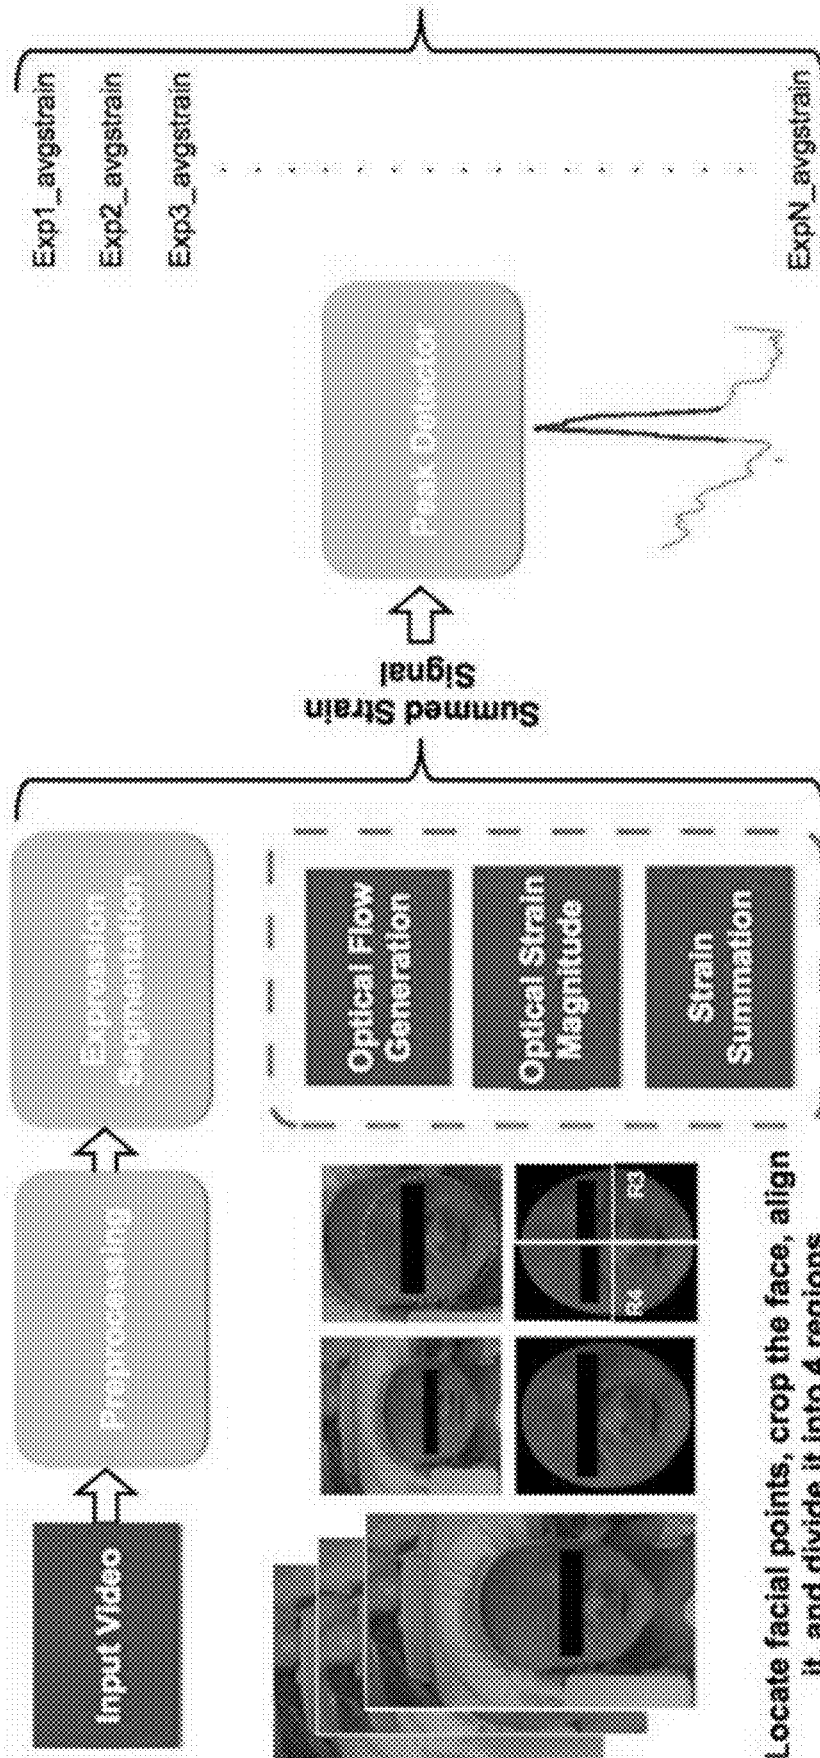 Input Video
Preprocessing
Expression
Segmentation
Locate facial points, crop the face, align
it, and divide it into 4 regions
R4
R3
Optical Flow
Generation
Optical Strain
Magnitude
Strain
Summation
Summed Strain
Signal
Peak Detector
Exp1_avgstrain
Exp2_avgstrain
Exp3_avgstrain
ExpN_avgstrain